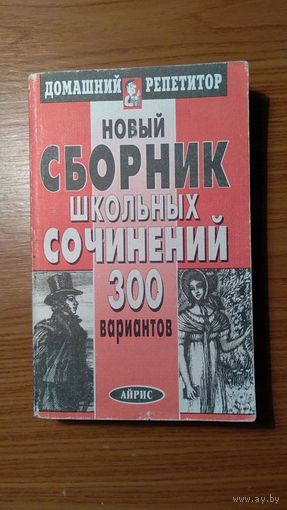 ДОМАШНИЙ РЕПЕТИТОР
НОВЫЙ
СБОРНИК
ШКОЛЬНЫХ
СОЧИНЕНИЙ
300
вариантов
АЙРИС
www.ay.by